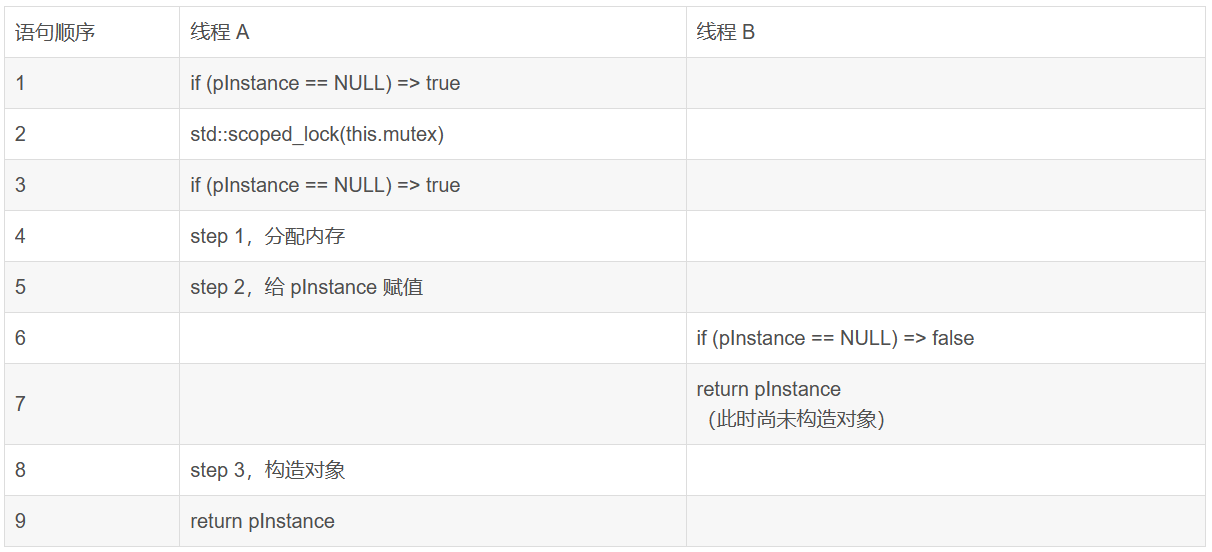 语句顺序 线程 A 线程 B
1 if (pInstance == NULL) => true
2 std::scoped_lock(this.mutex)
3 if (pInstance == NULL) => true
4 step 1，分配内存
5 step 2，给 pInstance 赋值
6 if (pInstance == NULL) => false
7 return pInstance
（此时尚未构造对象）
8 step 3，构造对象
9 return pInstance